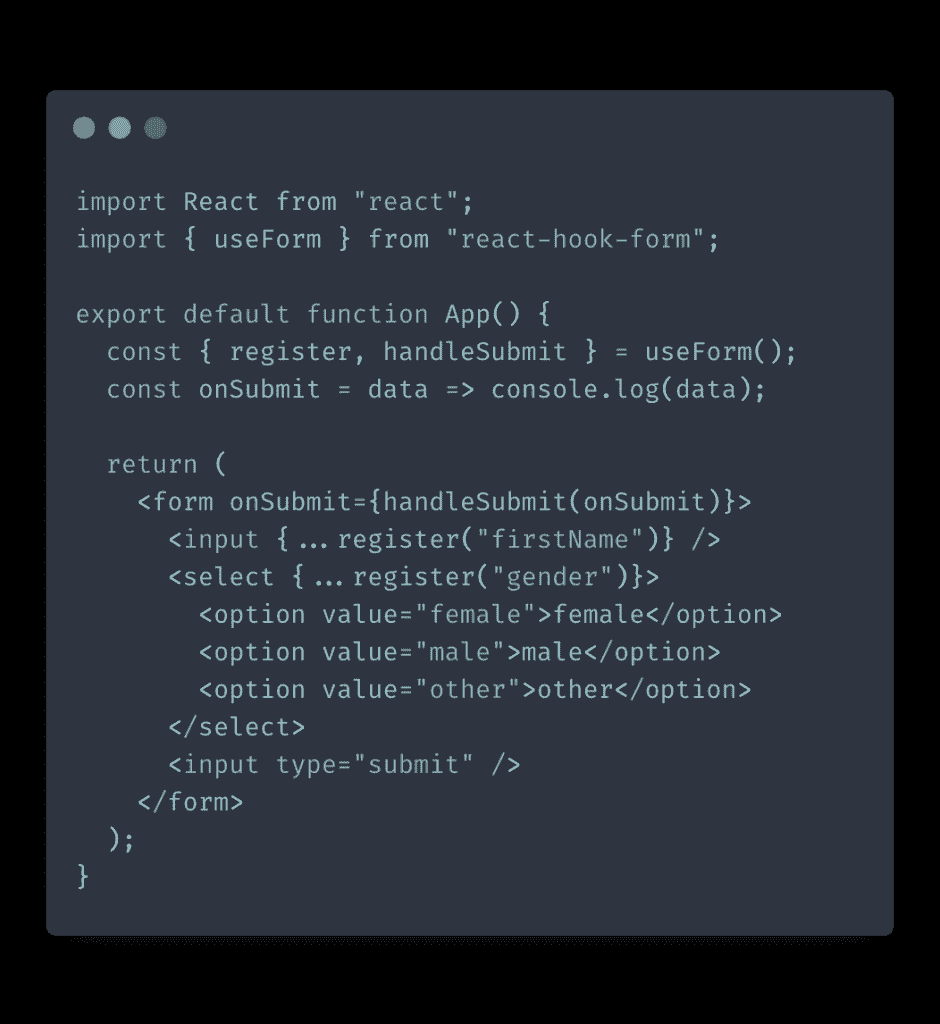 import React from "react";
import { useForm } from "react-hook-form";

export default function App() {
  const { register, handleSubmit } = useForm();
  const onSubmit = data => console.log(data);

  return (
    <form onSubmit={handleSubmit(onSubmit)}>
      <input {...register("firstName")} />
      <select {...register("gender")}>
        <option value="female">female</option>
        <option value="male">male</option>
        <option value="other">other</option>
      </select>
      <input type="submit" />
    </form>
  );
}